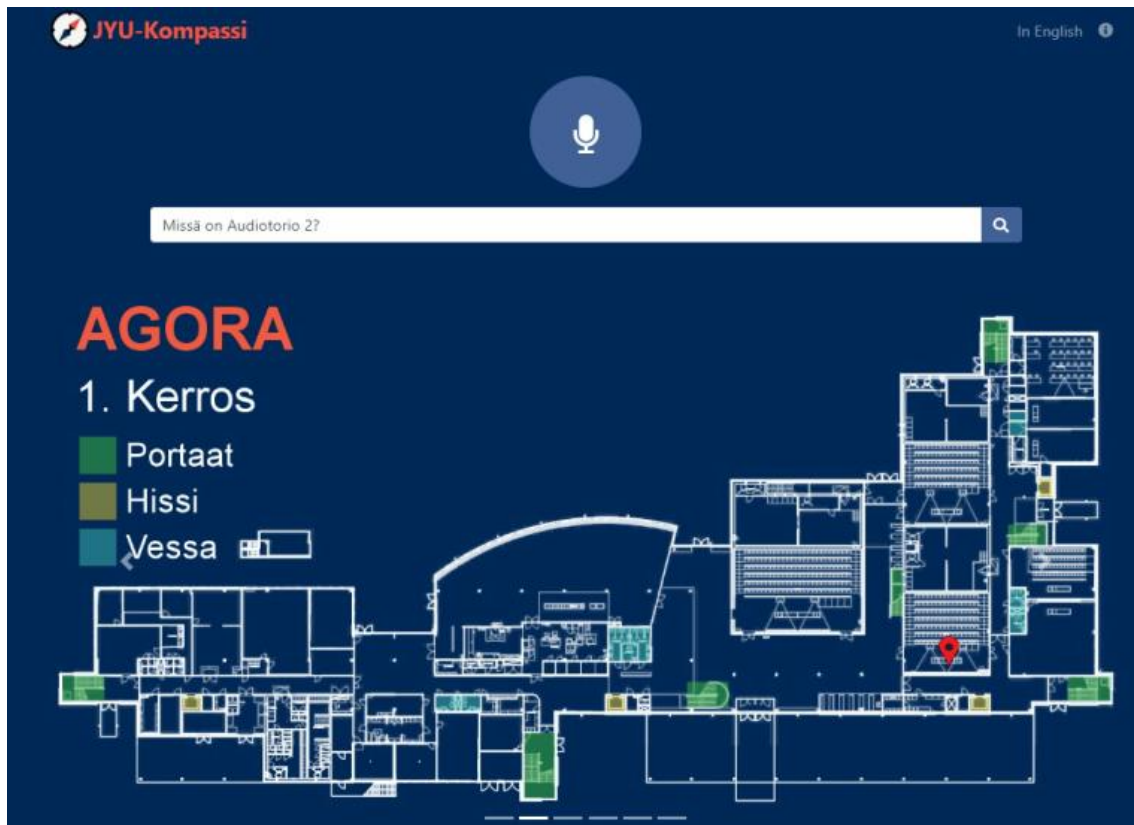 JYU-Kompassi
In English
Missä on Audiotorio 2?
AGORA
1. Kerros
Portaat
Hissi
Vessa